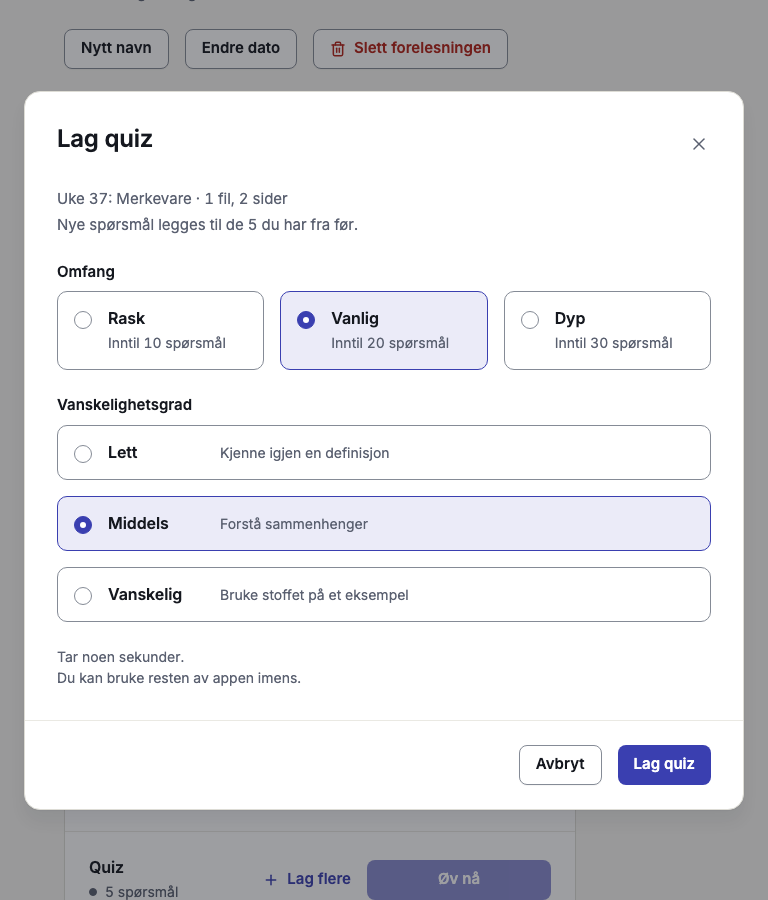 Nytt navn
Endre dato
Slett forelesningen
Lag quiz
Uke 37: Merkevare · 1 fil, 2 sider
Nye spørsmål legges til de 5 du har fra før.
Omfang
Rask
Inntil 10 spørsmål
Vanlig
Inntil 20 spørsmål
Dyp
Inntil 30 spørsmål
Vanskelighetsgrad
Lett
Kjenne igjen en definisjon
Middels
Forstå sammenhenger
Vanskelig
Bruke stoffet på et eksempel
Tar noen sekunder.
Du kan bruke resten av appen imens.
Avbryt
Lag quiz
Quiz
5 spørsmål
Lag flere
Øv nå